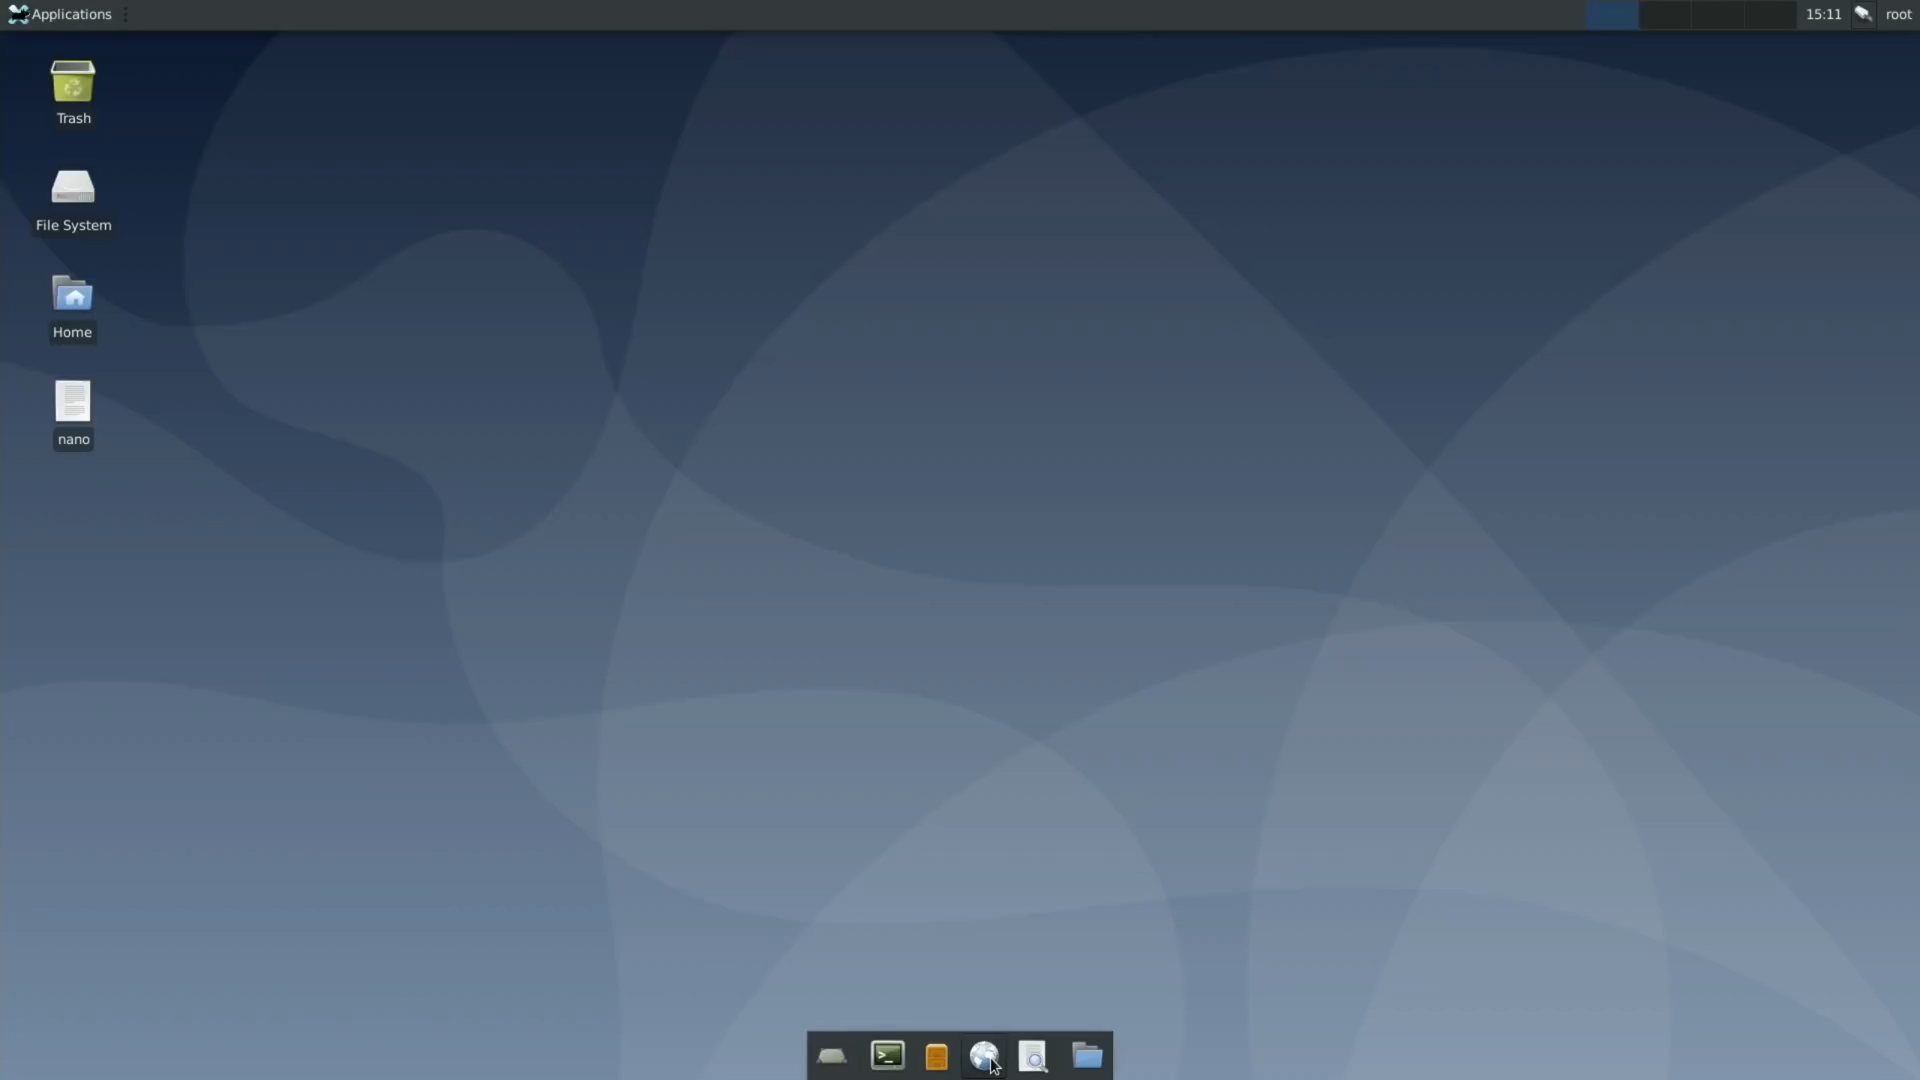 Applications
15:11
root
Trash
File System
Home
nano